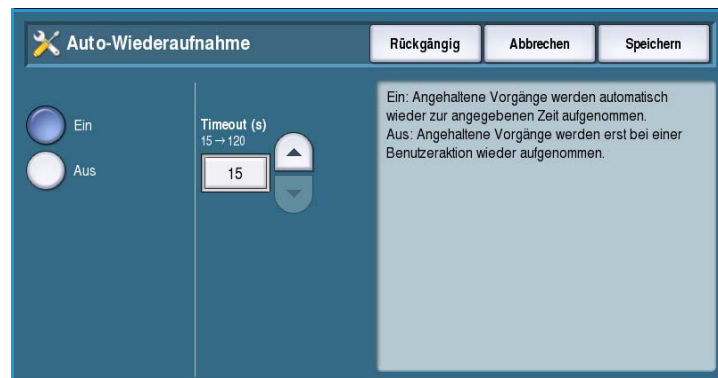 Auto-Wiederaufnahme
Rückgängig
Abbrechen
Speichern
Ein
Aus
Timeout (s)
15→120
15
Ein: Angehaltene Vorgänge werden automatisch
wieder zur angegebenen Zeit aufgenommen.
Aus: Angehaltene Vorgänge werden erst bei einer
Benutzeraktion wieder aufgenommen.